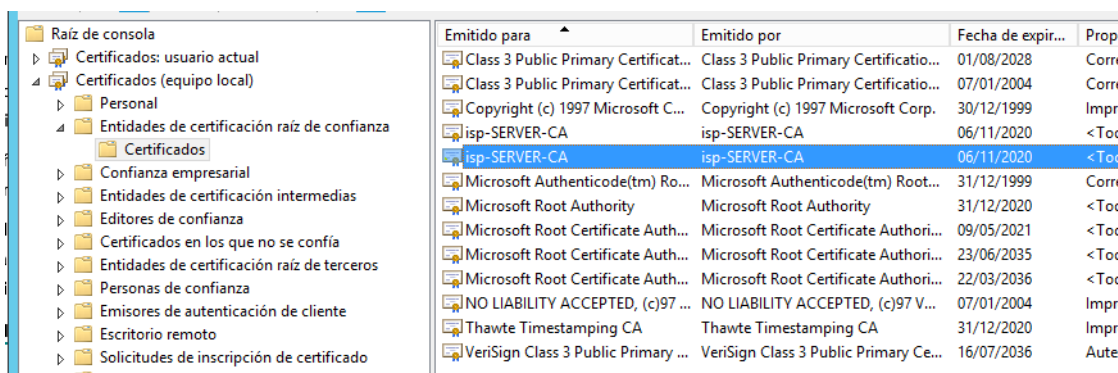 Raíz de consola
Certificados: usuario actual
Certificados (equipo local)
Personal
Entidades de certificación raíz de confianza
Certificados
Confianza empresarial
Entidades de certificación intermedias
Editores de confianza
Certificados en los que no se confía
Entidades de certificación raíz de terceros
Personas de confianza
Emisores de autenticación de cliente
Escritorio remoto
Solicitudes de inscripción de certificado
Emitido para Emitido por Fecha de expir... Prop
Class 3 Public Primary Certificat... Class 3 Public Primary Certificatio... 01/08/2028 Corre
Class 3 Public Primary Certificat... Class 3 Public Primary Certificatio... 07/01/2004 Corre
Copyright (c) 1997 Microsoft C... Copyright (c) 1997 Microsoft Corp. 30/12/1999 Impr
isp-SERVER-CA isp-SERVER-CA 06/11/2020 <Toc
isp-SERVER-CA isp-SERVER-CA 06/11/2020 <Toc
Microsoft Authenticode(tm) Ro... Microsoft Authenticode(tm) Root... 31/12/1999 Corre
Microsoft Root Authority Microsoft Root Authority 31/12/2020 <Toc
Microsoft Root Certificate Auth... Microsoft Root Certificate Authori... 09/05/2021 <Toc
Microsoft Root Certificate Auth... Microsoft Root Certificate Authori... 23/06/2035 <Toc
Microsoft Root Certificate Auth... Microsoft Root Certificate Authori... 22/03/2036 <Toc
NO LIABILITY ACCEPTED, (c)97 ... NO LIABILITY ACCEPTED, (c)97 V... 07/01/2004 Impr
Thawte Timestamping CA Thawte Timestamping CA 31/12/2020 Impr
VeriSign Class 3 Public Primary ... VeriSign Class 3 Public Primary Ce... 16/07/2036 Aute